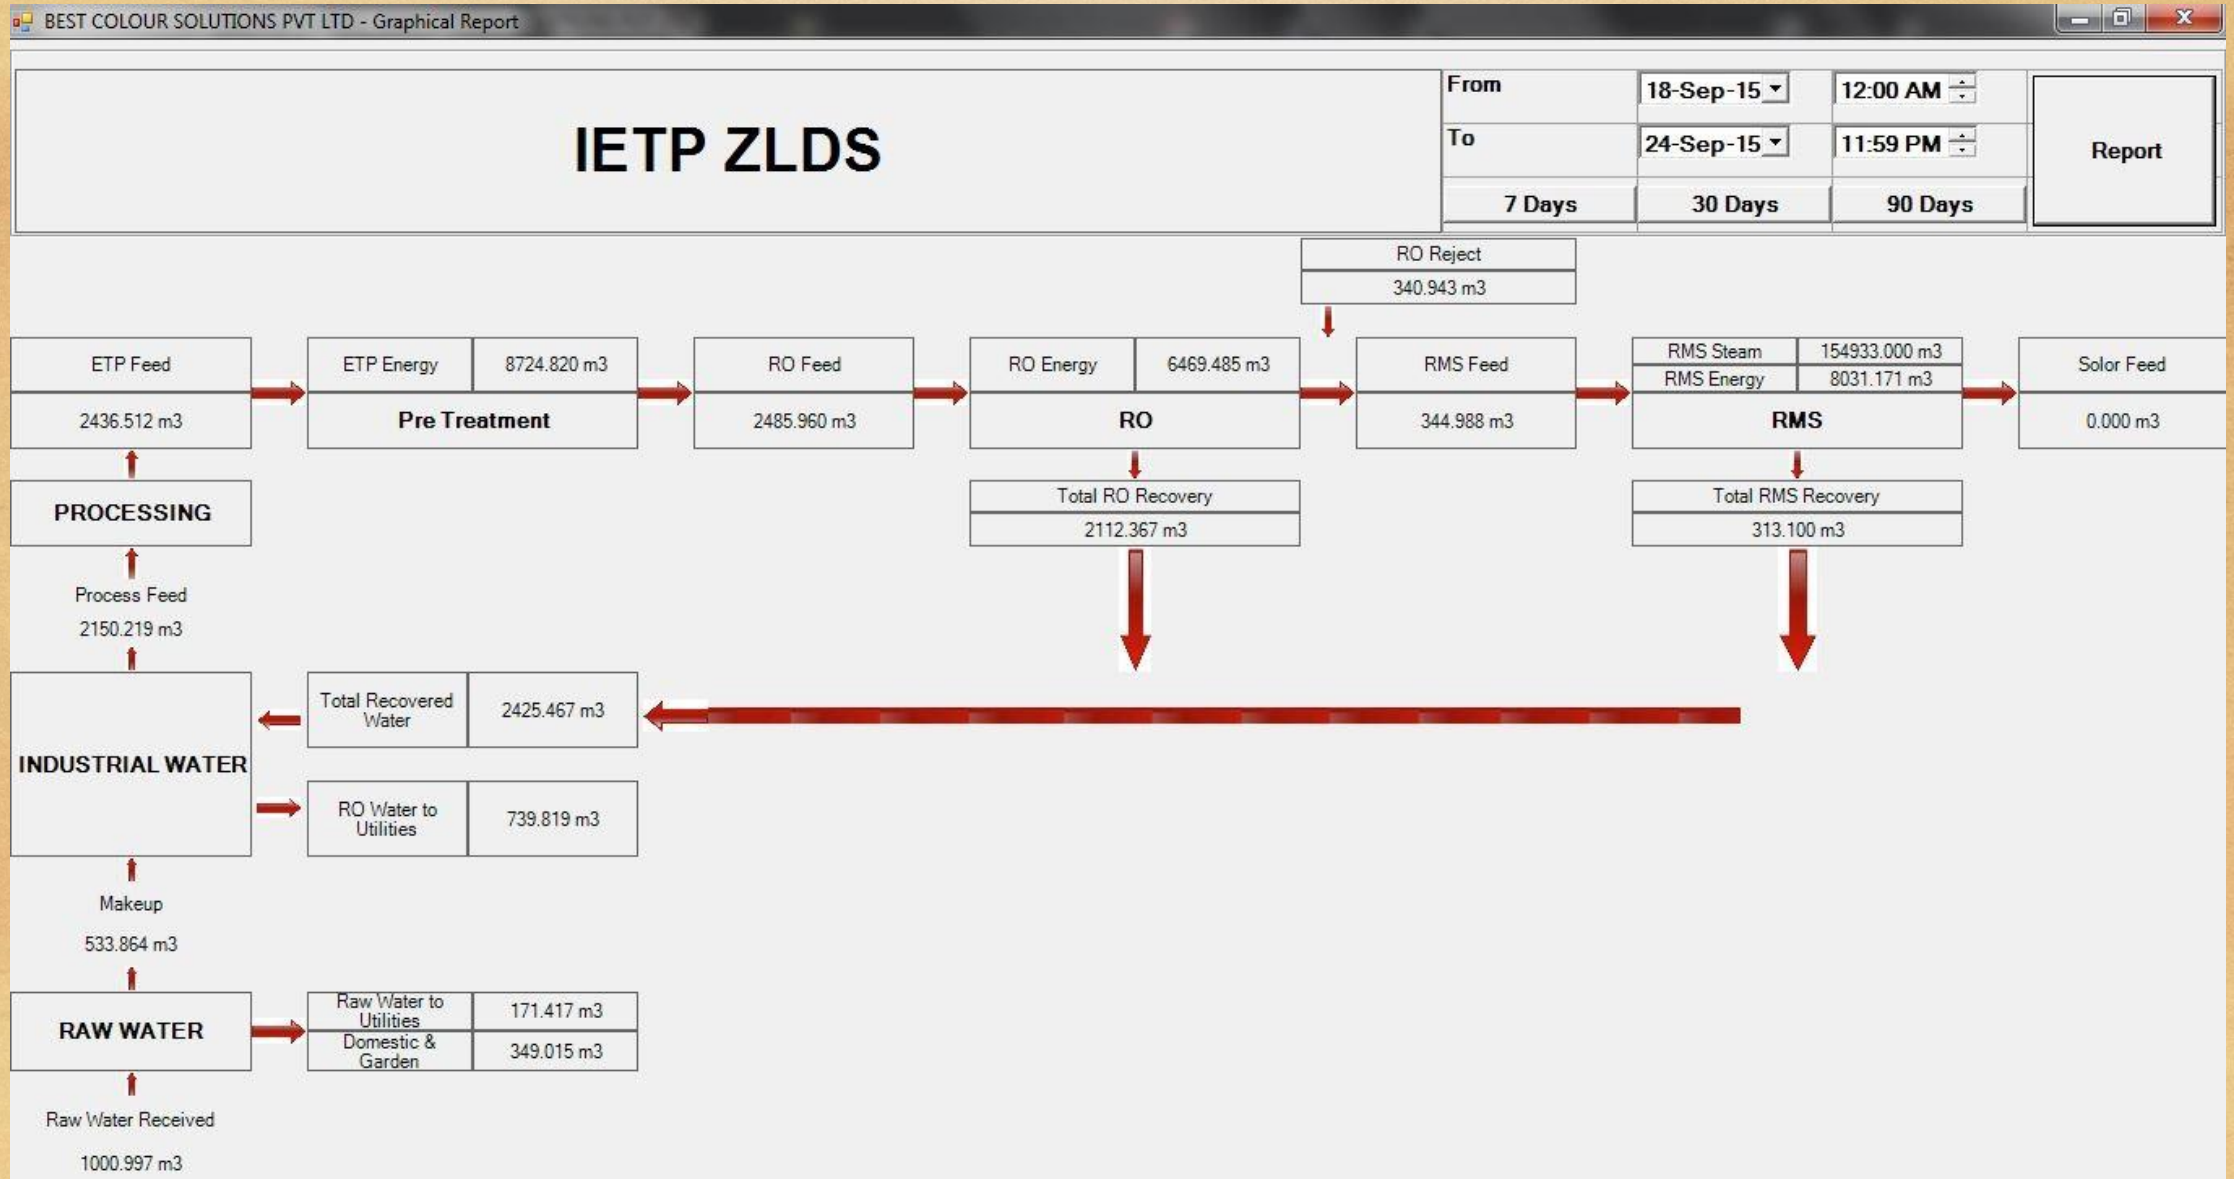 BEST COLOUR SOLUTIONS PVT LTD - Graphical Report
IETP ZLDS
From
18-Sep-15
12:00 AM
To
24-Sep-15
11:59 PM
7 Days
30 Days
90 Days
Report
RO Reject
340.943 m3
ETP Feed
2436.512 m3
ETP Energy
8724.820 m3
Pre Treatment
RO Feed
2485.960 m3
RO Energy
6469.485 m3
RO
RMS Feed
344.988 m3
RMS Steam
154933.000 m3
RMS Energy
8031.171 m3
RMS
Solor Feed
0.000 m3
PROCESSING
Total RO Recovery
2112.367 m3
Total RMS Recovery
313.100 m3
Process Feed
2150.219 m3
INDUSTRIAL WATER
Total Recovered
Water
2425.467 m3
RO Water to
Utilities
739.819 m3
Makeup
533.864 m3
RAW WATER
Raw Water to
Utilities
171.417 m3
Domestic &
Garden
349.015 m3
Raw Water Received
1000.997 m3